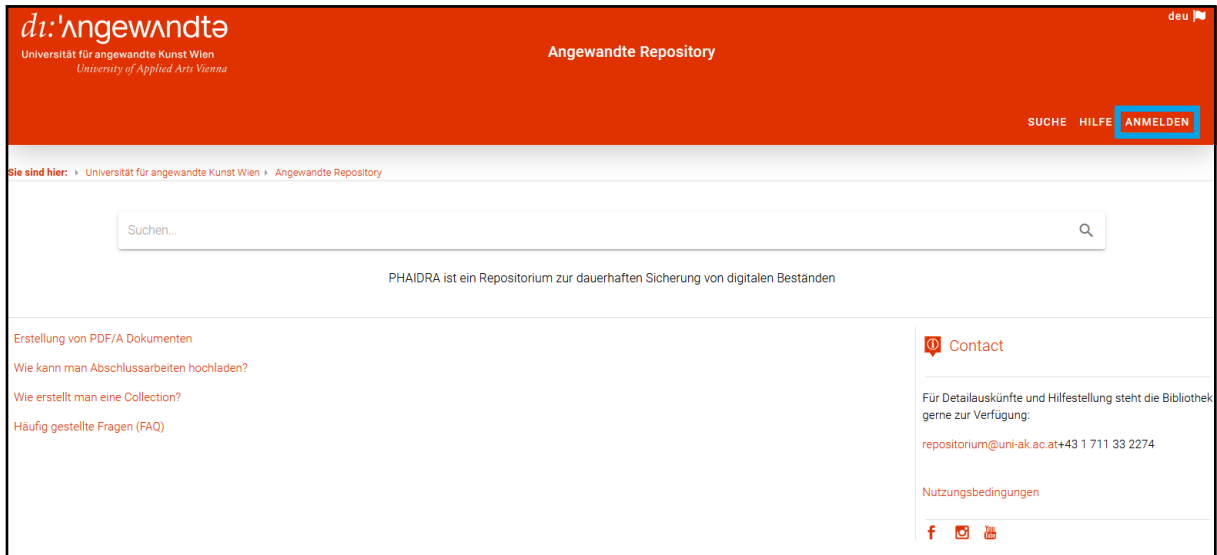 dɪ:'ʌngewʌndtə
Universität für angewandte Kunst Wien
University of Applied Arts Vienna
deu
Angewandte Repository
SUCHE HILFE ANMELDEN
Sie sind hier: Universität für angewandte Kunst Wien Angewandte Repository
Suchen...
PHAIDRA ist ein Repositorium zur dauerhaften Sicherung von digitalen Beständen
Erstellung von PDF/A Dokumenten
Wie kann man Abschlussarbeiten hochladen?
Wie erstellt man eine Collection?
Häufig gestellte Fragen (FAQ)
Contact
Für Detailauskünfte und Hilfestellung steht die Bibliothek
gerne zur Verfügung:
repositorium@uni-ak.ac.at+43 1 711 33 2274
Nutzungsbedingungen
You
Tube